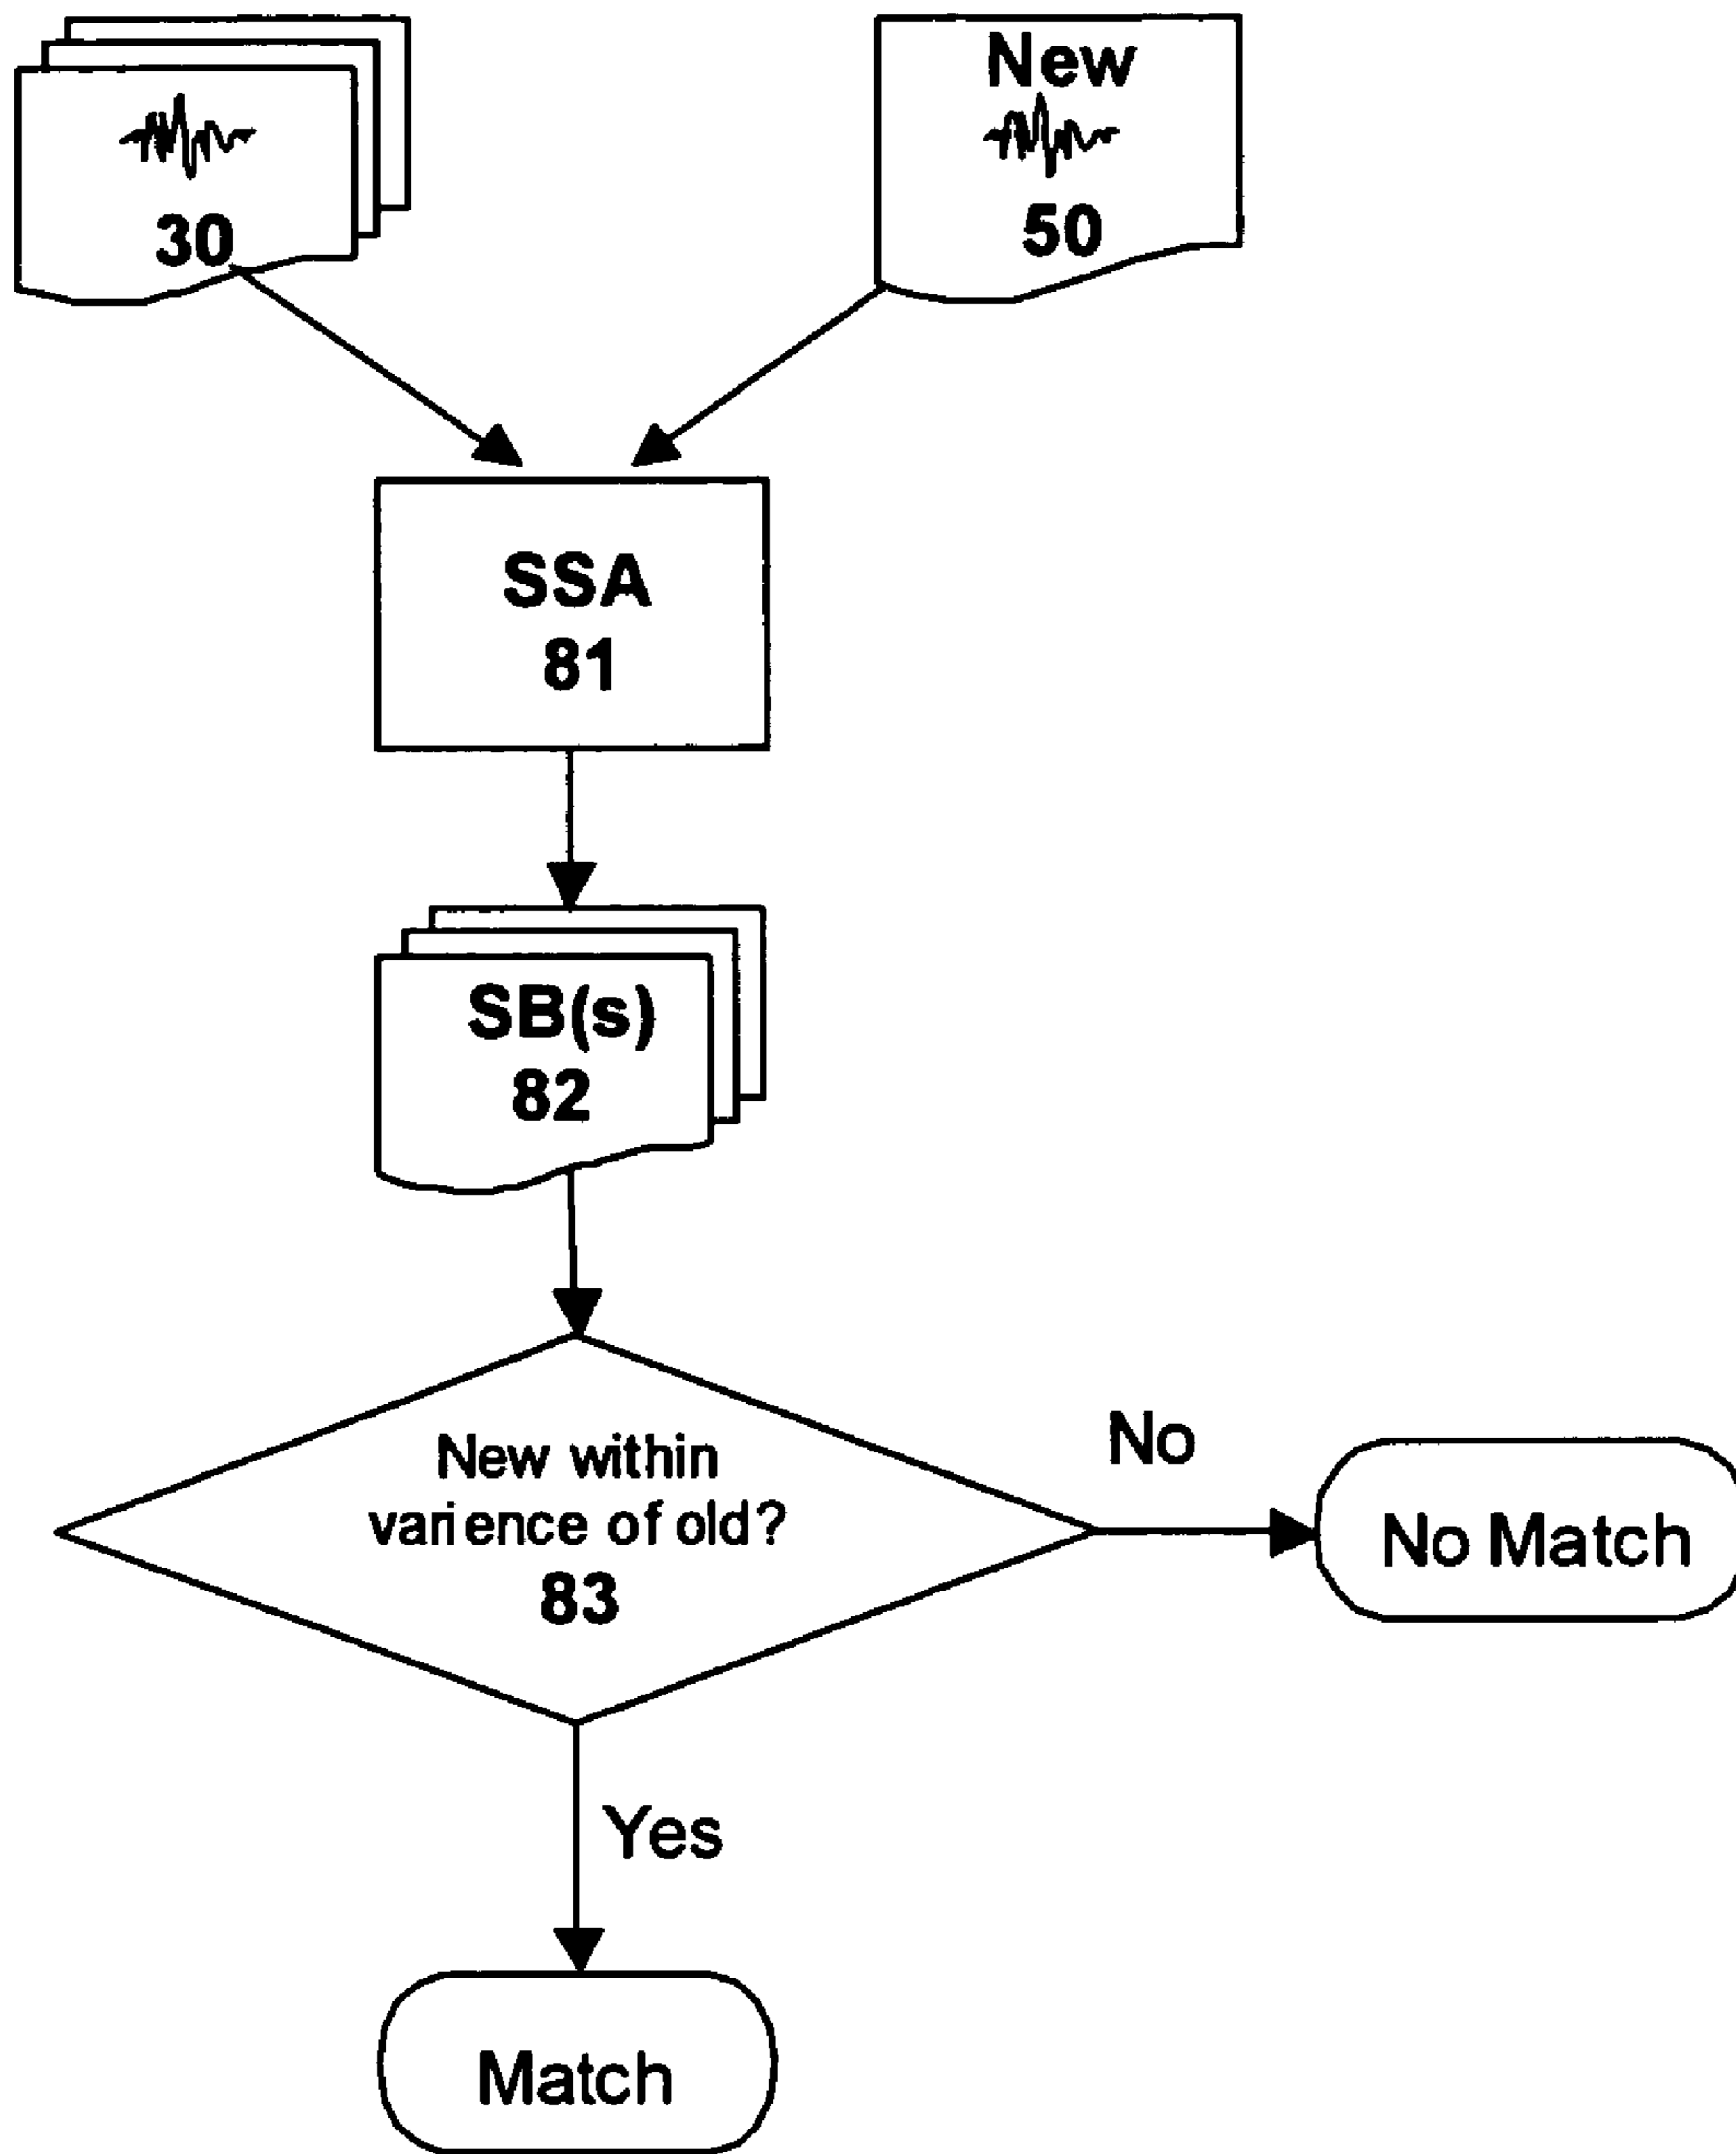 30
New
50
SSA
81
SB(s)
82
New within
varience of old?
83
No
No Match
Yes
Match